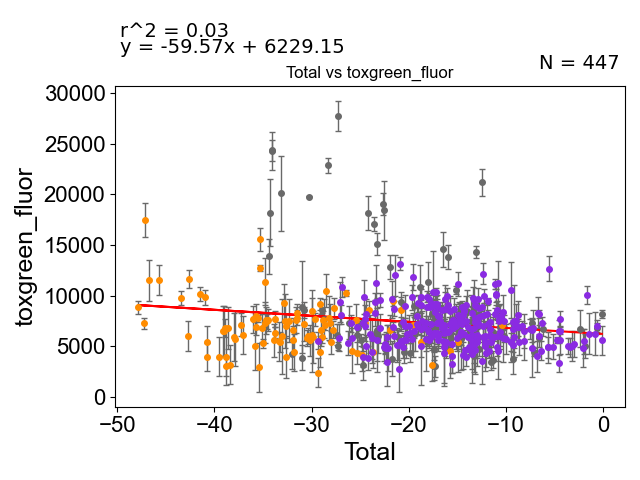 r^2 = 0.03
y = -59.57x + 6229.15
N = 447
Total vs toxgreen_fluor
30000
25000
20000
15000
10000
5000
0
toxgreen_fluor
−50 −40 −30 −20 −10 0
Total